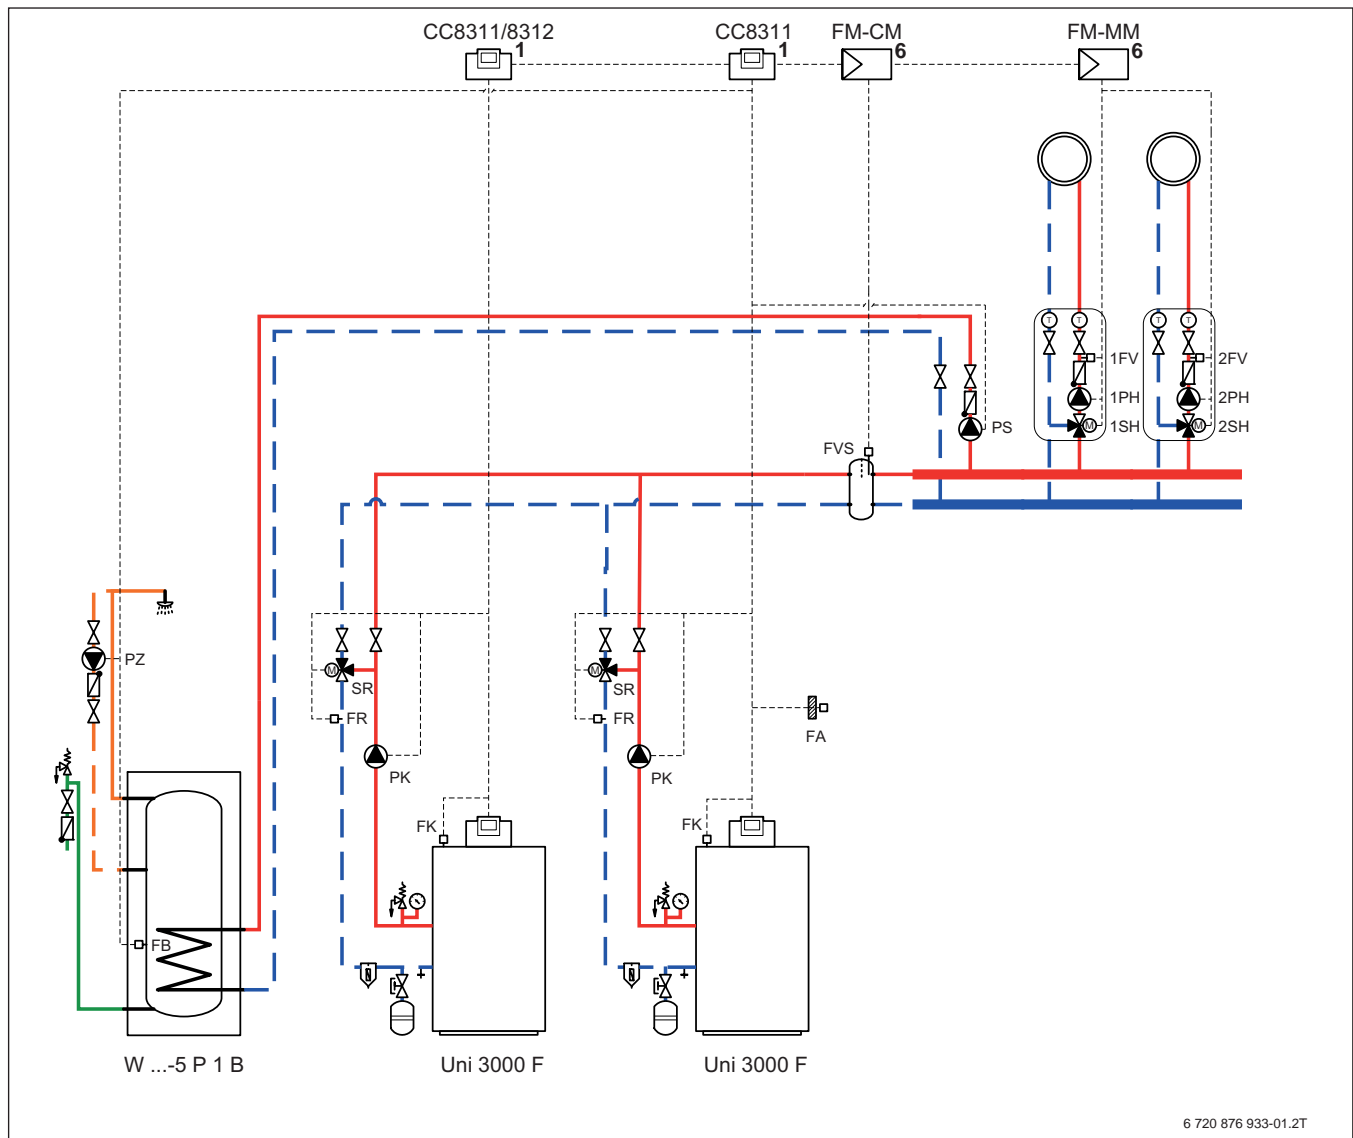 CC8311/8312 CC8311 FM-CM FM-MM
1 1 6 6
T T T T
1FV 2FV
1PH 2PH
M 1SH M 2SH
PS
FVS
PZ
M SR M SR
FR FR
FA
PK PK
FK FK
FB
W ...-5 P 1 B Uni 3000 F Uni 3000 F
6 720 876 933-01.2T